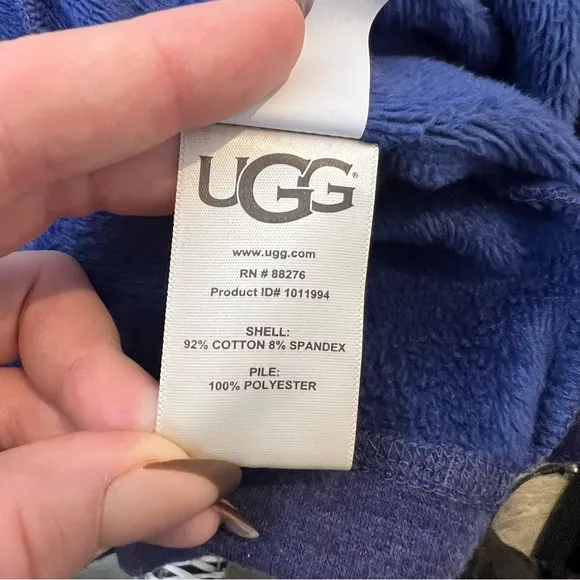 UGG®
www.ugg.com
RN # 88276
Product ID# 1011994
SHELL:
92% COTTON 8% SPANDEX
PILE:
100% POLYESTER